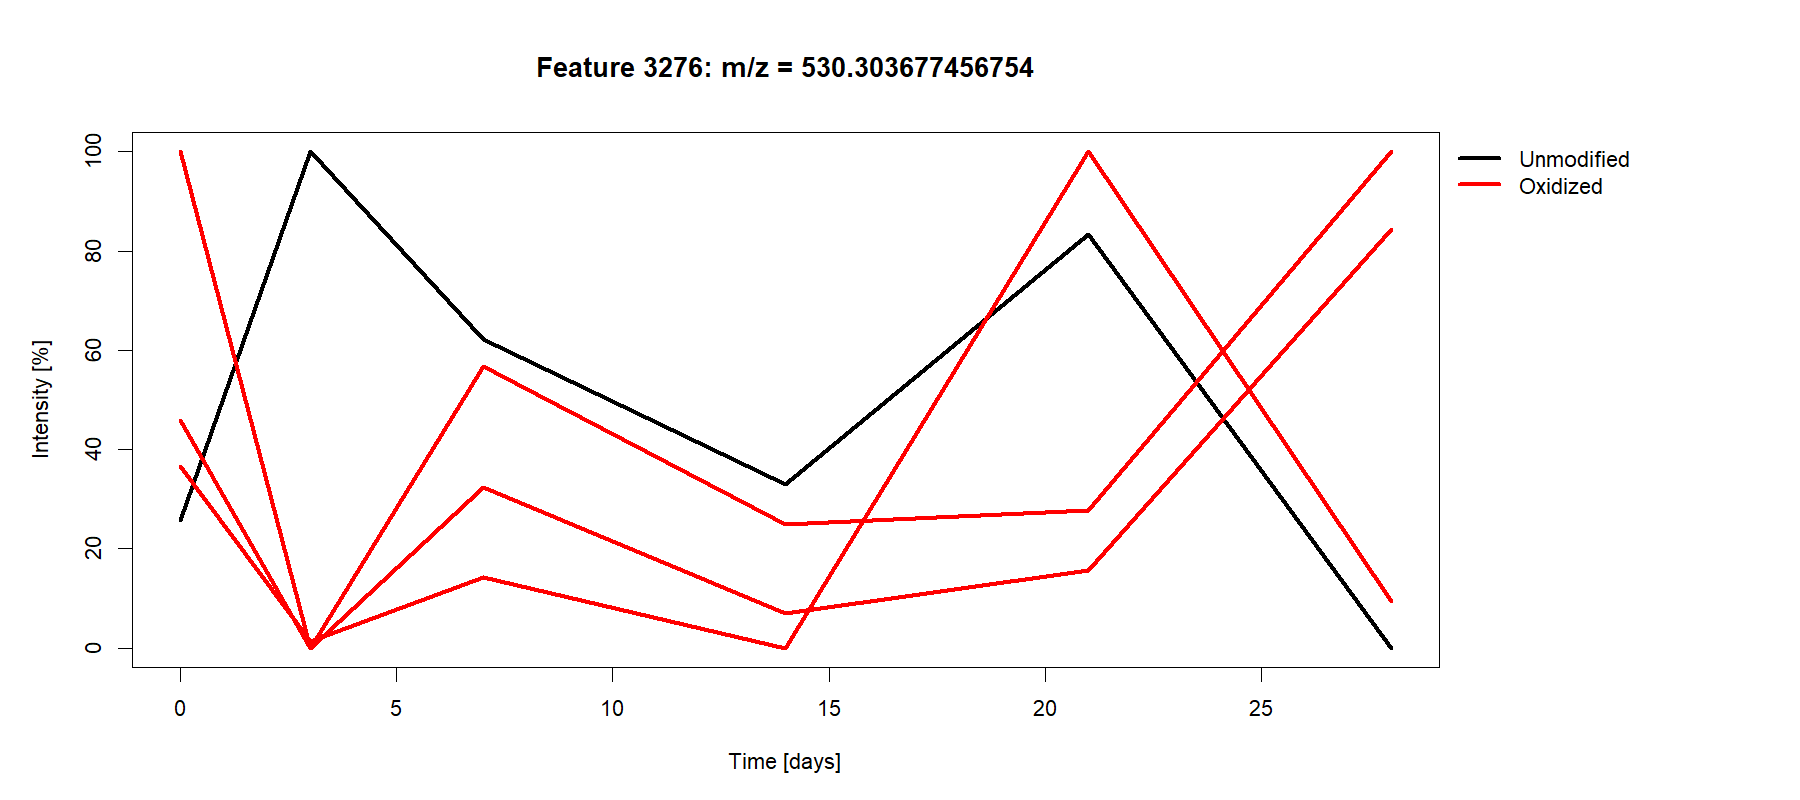 Feature 3276: m/z = 530.303677456754
Unmodified
Oxidized
Intensity [%]
100
80
60
40
20
0
0 5 10 15 20 25
Time [days]